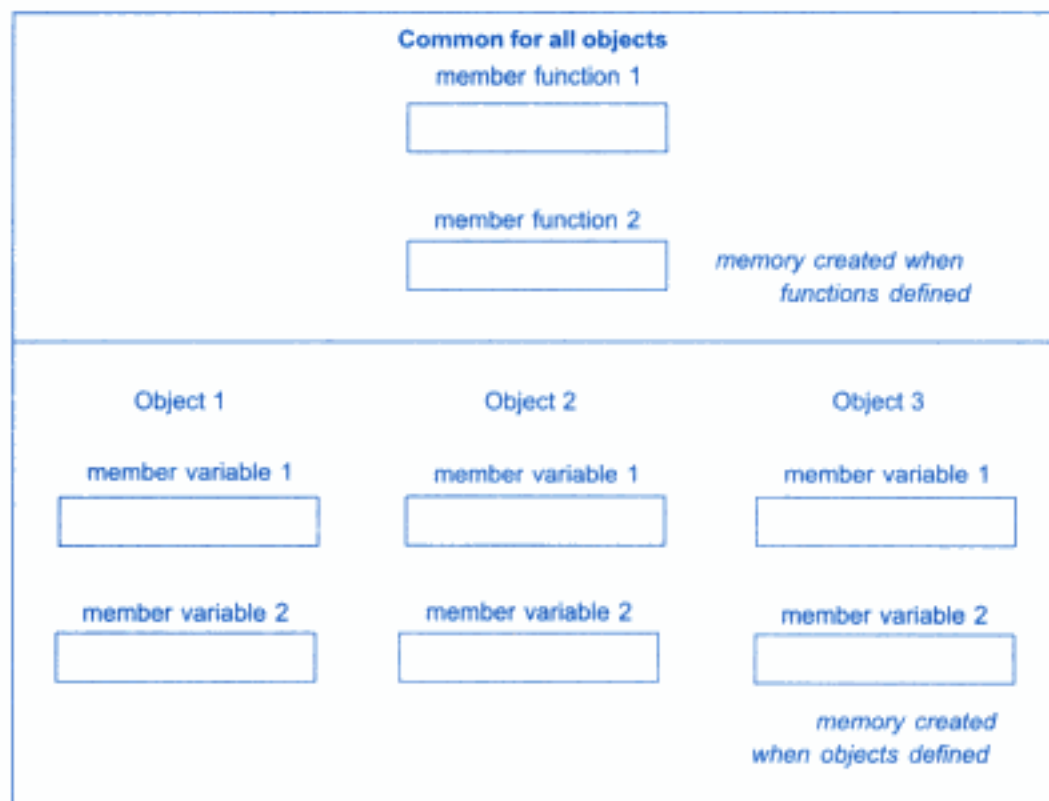 Common for all objects
member function 1
member function 2
memory created when
functions defined
Object 1 Object 2 Object 3
member variable 1 member variable 1 member variable 1
member variable 2 member variable 2 member variable 2
memory created
when objects defined